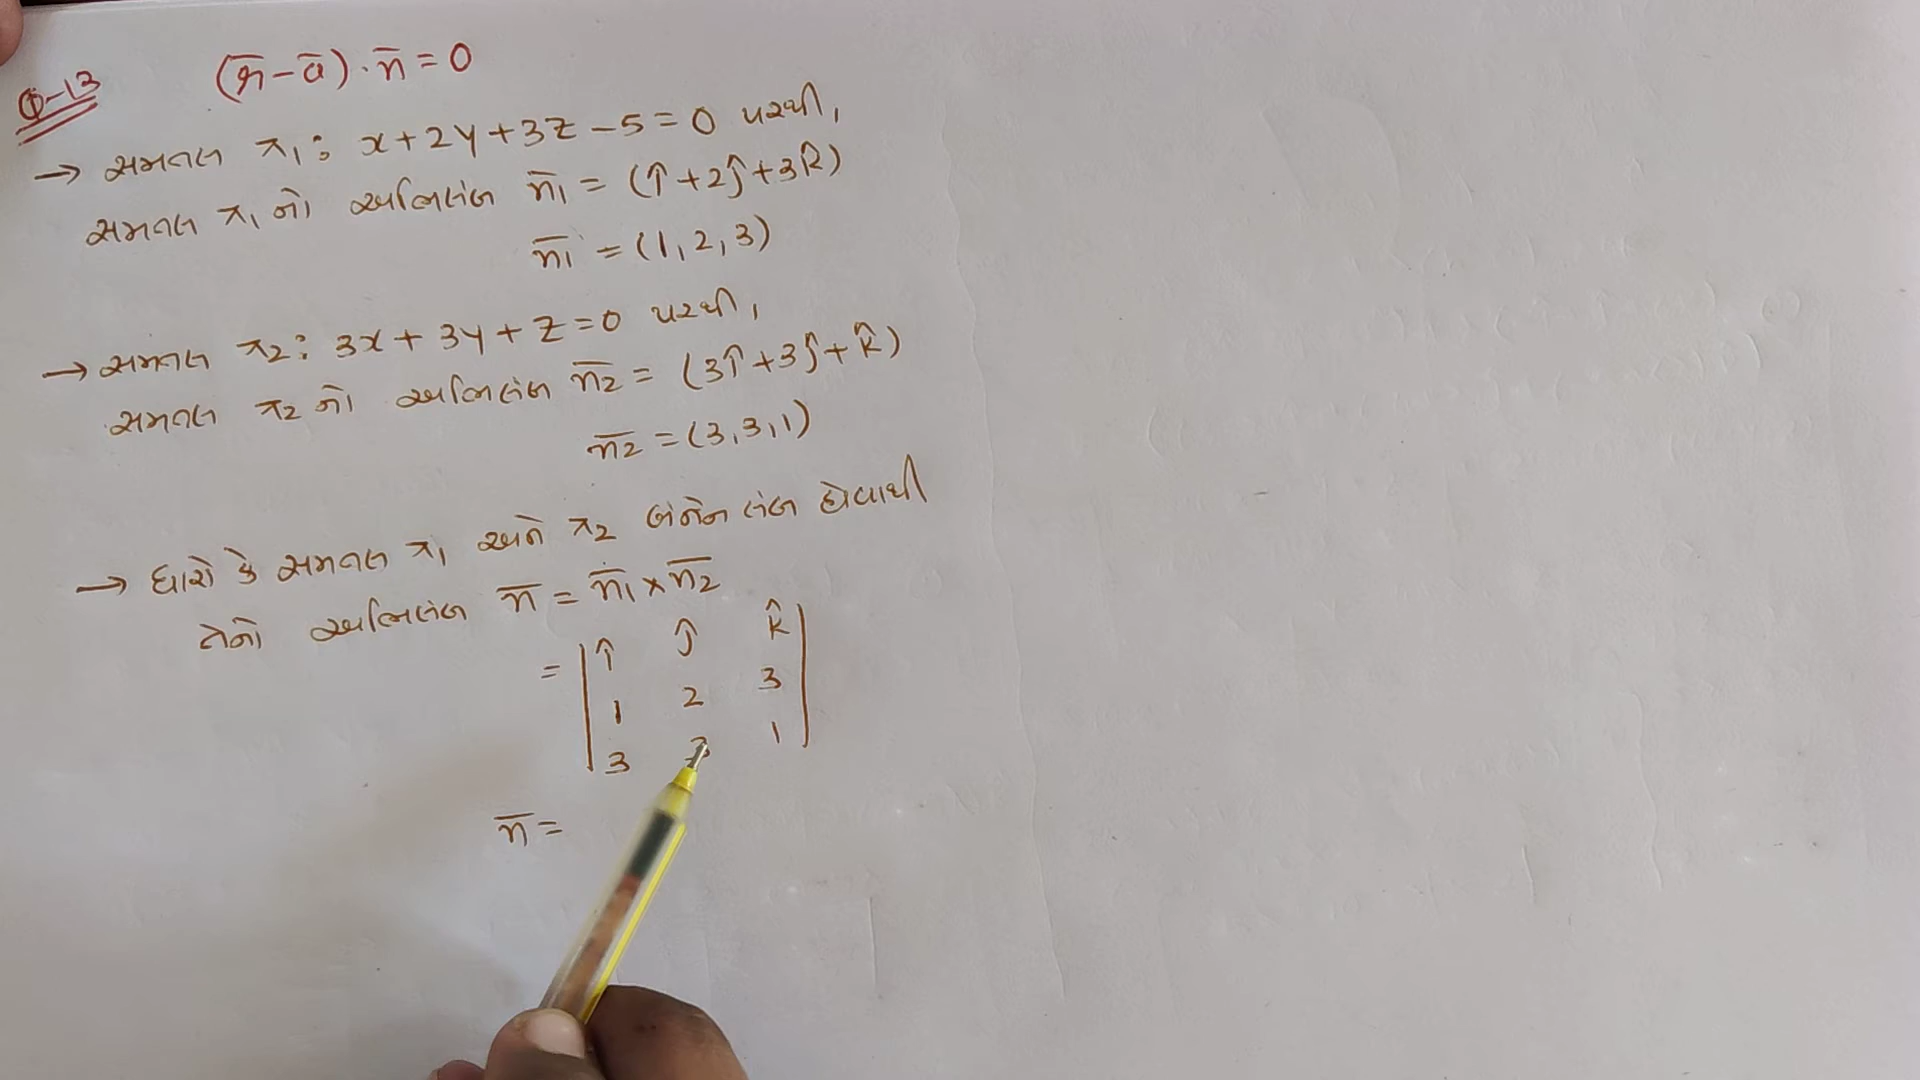 Q-13 (r̅-a̅).n̅=0
→ સમતલ π1: x+2y+3z-5=0 પરથી,
સમતલ π1 નો અભિલંબ n̅1 = (î+2ĵ+3k̂)
n̅1 = (1,2,3)
→ સમતલ π2: 3x+3y+z=0 પરથી,
સમતલ π2 નો અભિલંબ n̅2 = (3î+3ĵ+k̂)
n̅2 = (3,3,1)
→ ધારો કે સમતલ π1 અને π2 બંનેને લંબ હોવાથી
તેનો અભિલંબ n̅ = n̅1 × n̅2
= | î ĵ k̂ |
1 2 3
3 3 1
n̅ =